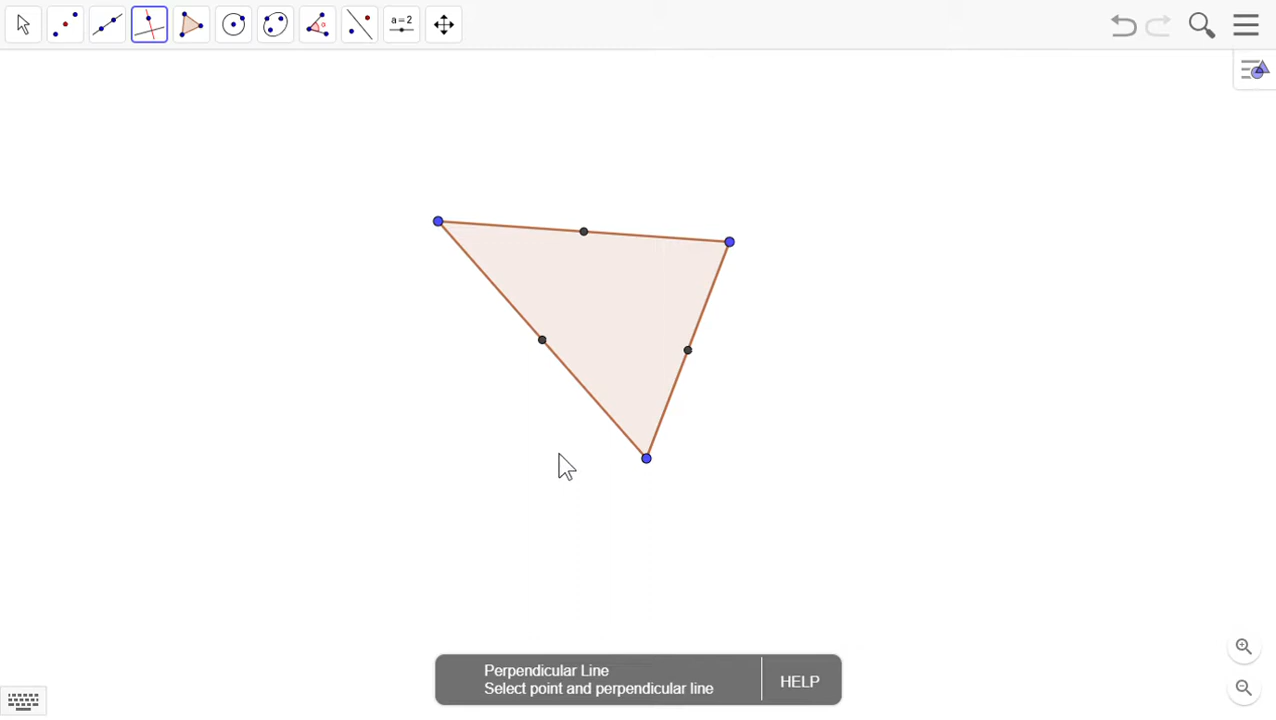 a=2
Perpendicular Line
Select point and perpendicular line
HELP